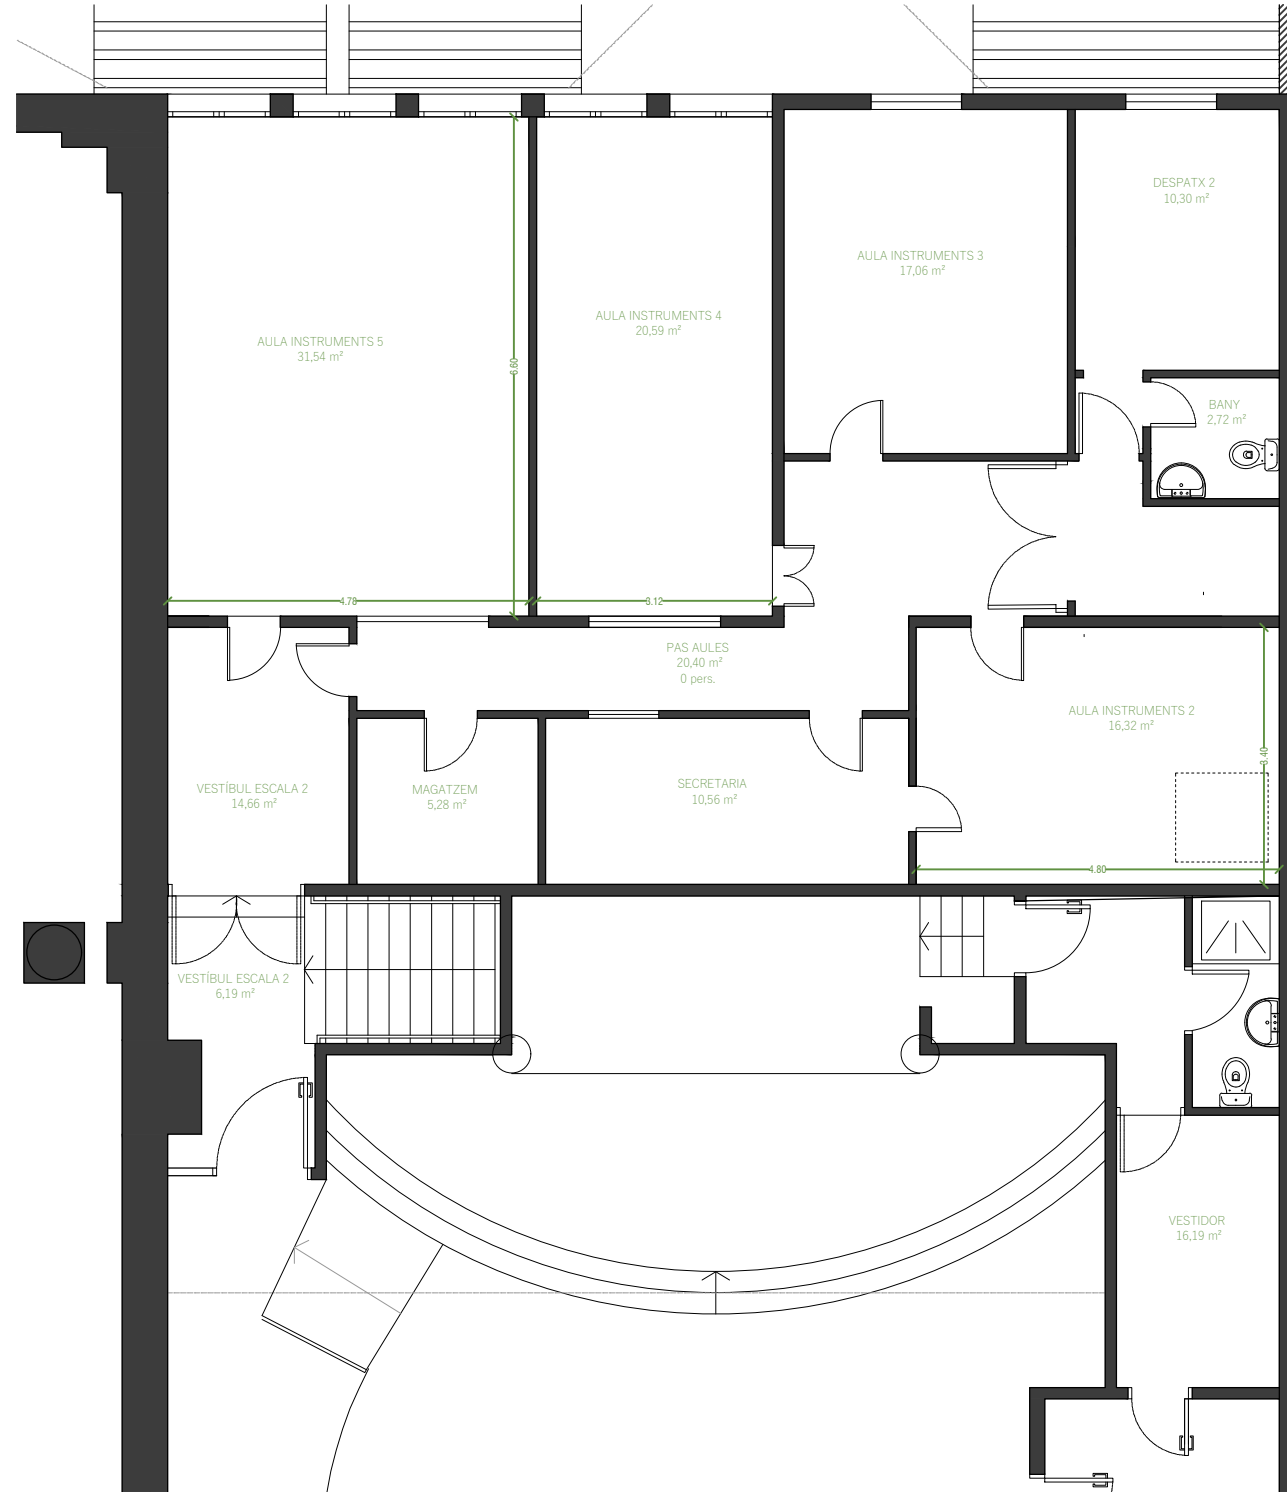 DESPATX 2
10,30 m²
AULA INSTRUMENTS 3
17,06 m²
AULA INSTRUMENTS 4
20,59 m²
AULA INSTRUMENTS 5
31,54 m²
6.60
BANY
2,72 m²
4.78
3.12
PAS AULES
20,40 m²
0 pers.
AULA INSTRUMENTS 2
16,32 m²
3.40
SECRETARIA
10,56 m²
VESTÍBUL ESCALA 2
14,66 m²
MAGATZEM
5,28 m²
4.80
VESTÍBUL ESCALA 2
6,19 m²
VESTIDOR
16,19 m²